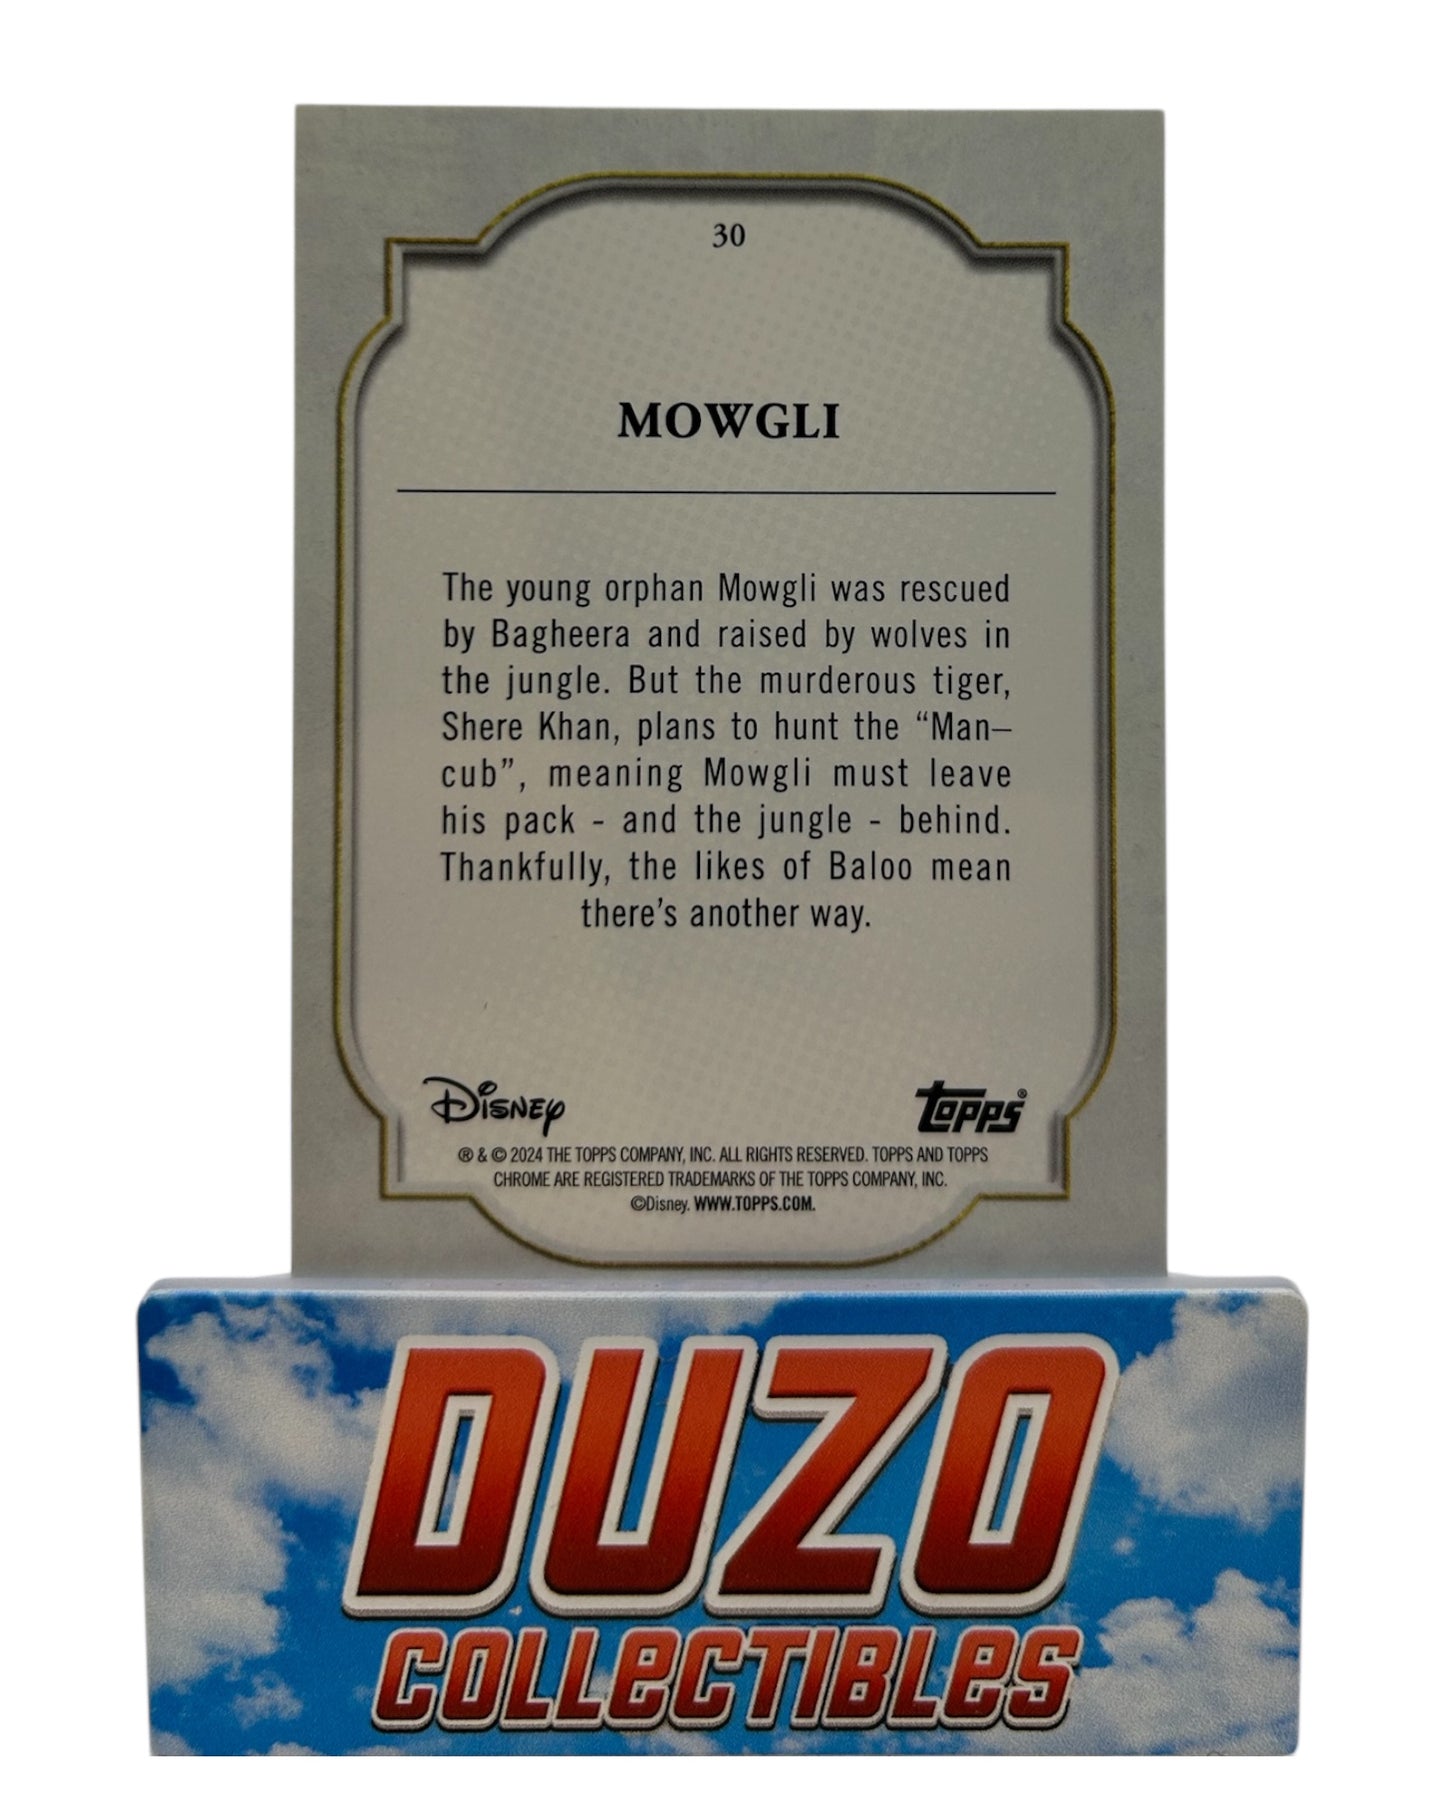 30
MOWGLI
The young orphan Mowgli was rescued
by Bagheera and raised by wolves in
the jungle. But the murderous tiger,
Shere Khan, plans to hunt the “Man–
cub”, meaning Mowgli must leave
his pack - and the jungle - behind.
Thankfully, the likes of Baloo mean
there’s another way.
Disney
topps®
® & © 2024 THE TOPPS COMPANY, INC. ALL RIGHTS RESERVED. TOPPS AND TOPPS
CHROME ARE REGISTERED TRADEMARKS OF THE TOPPS COMPANY, INC.
©Disney. WWW.TOPPS.COM.
DUZO
COLLeCTIBLeS